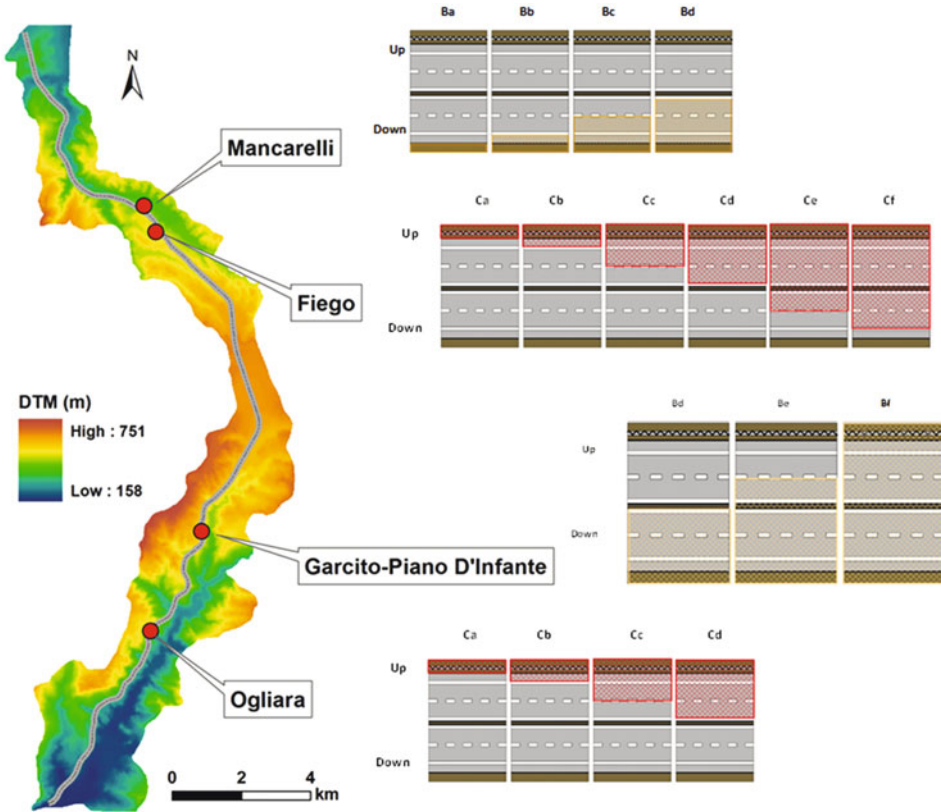 N
Mancarelli
Fiego
DTM (m)
High : 751
Low : 158
Garcito-Piano D'Infante
Ogliara
0 2 4
km
Ba Bb Bc Bd
Up
Down
Ca Cb Cc Cd Ce Cf
Up
Down
Bd Be Bf
Up
Down
Ca Cb Cc Cd
Up
Down